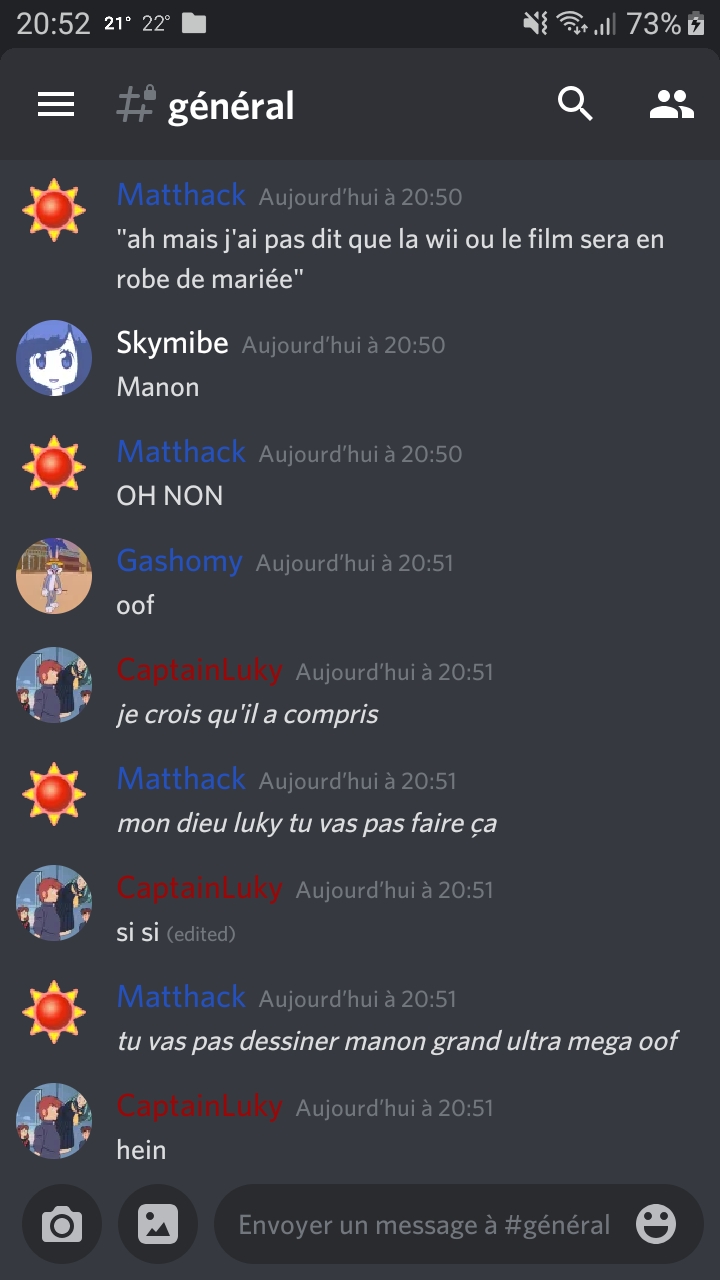 20:52 21° 22° 73%
général
Matthack Aujourd'hui à 20:50
"ah mais j'ai pas dit que la wii ou le film sera en
robe de mariée"
Skymibe Aujourd'hui à 20:50
Manon
Matthack Aujourd'hui à 20:50
OH NON
Gashomy Aujourd'hui à 20:51
oof
CaptainLuky Aujourd'hui à 20:51
je crois qu'il a compris
Matthack Aujourd'hui à 20:51
mon dieu luky tu vas pas faire ça
CaptainLuky Aujourd'hui à 20:51
si si (edited)
Matthack Aujourd'hui à 20:51
tu vas pas dessiner manon grand ultra mega oof
CaptainLuky Aujourd'hui à 20:51
hein
Envoyer un message à #général